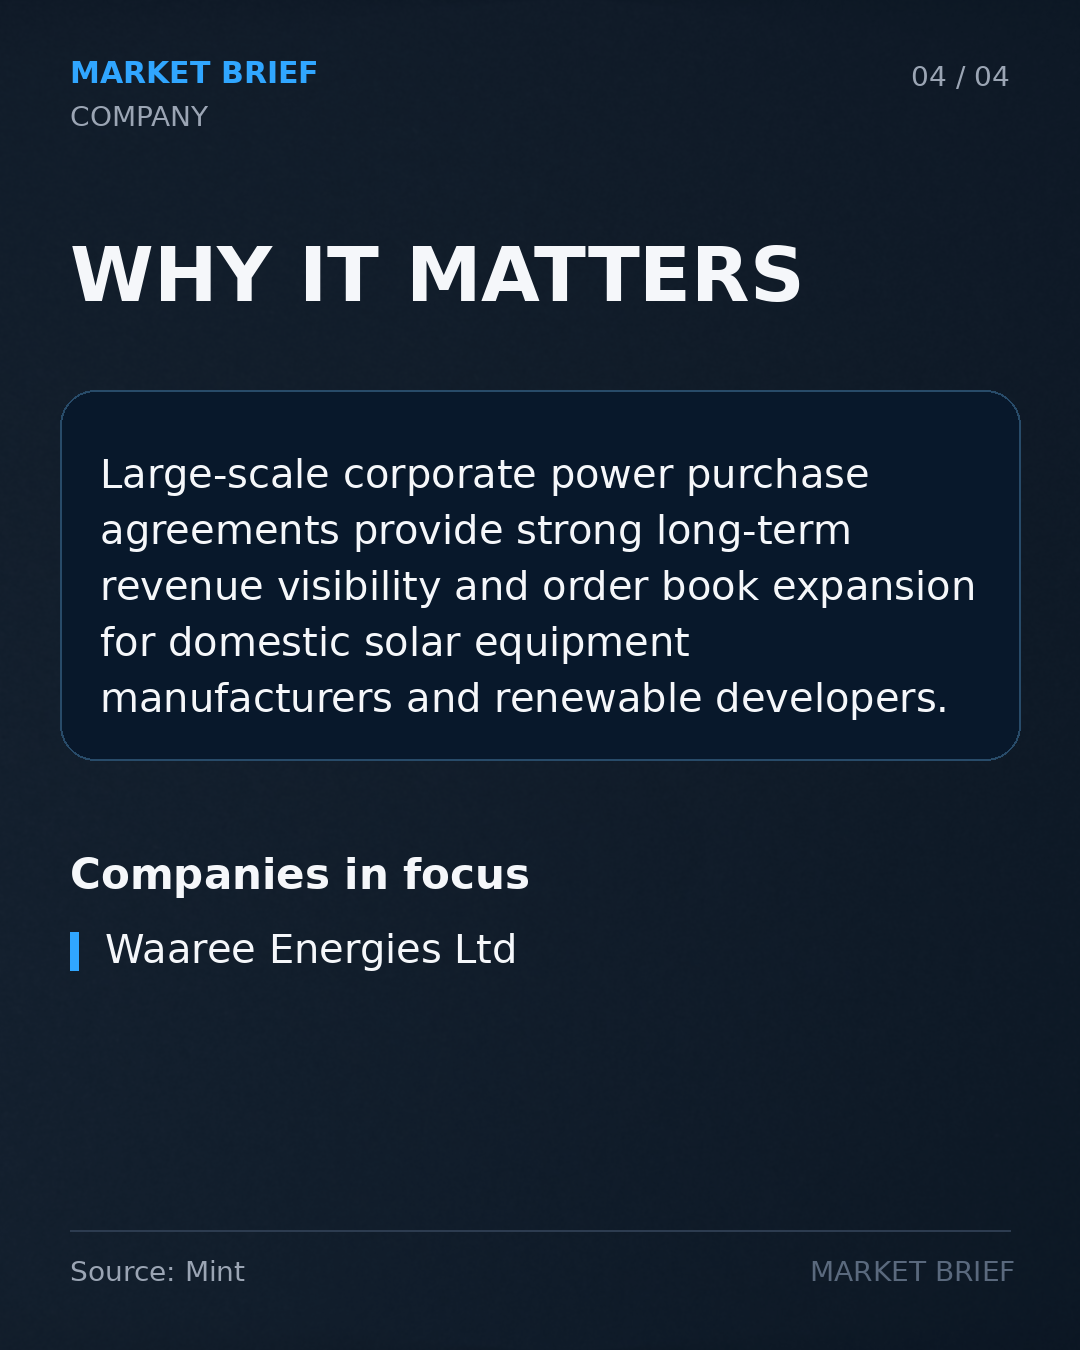 MARKET BRIEF
COMPANY
04 / 04
WHY IT MATTERS
Large-scale corporate power purchase
agreements provide strong long-term
revenue visibility and order book expansion
for domestic solar equipment
manufacturers and renewable developers.
Companies in focus
Waaree Energies Ltd
Source: Mint
MARKET BRIEF